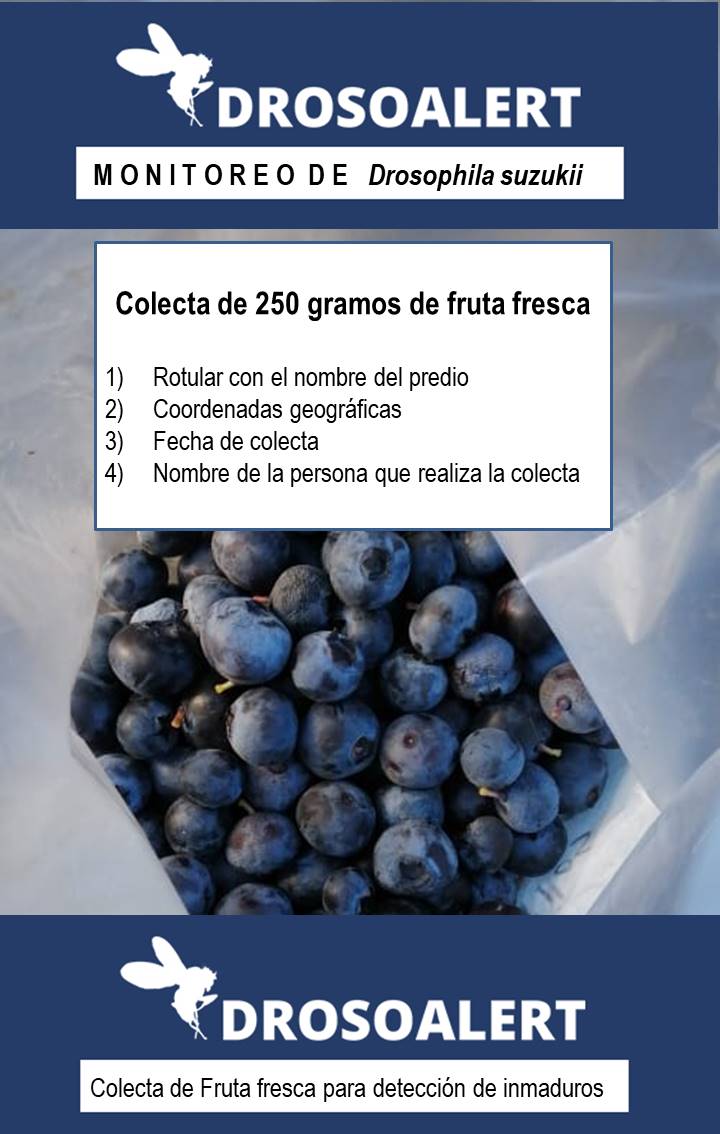 DROSOALERT
MONITOREO DE Drosophila suzukii
Colecta de 250 gramos de fruta fresca
1) Rotular con el nombre del predio
2) Coordenadas geográficas
3) Fecha de colecta
4) Nombre de la persona que realiza la colecta
DROSOALERT
Colecta de Fruta fresca para detección de inmaduros